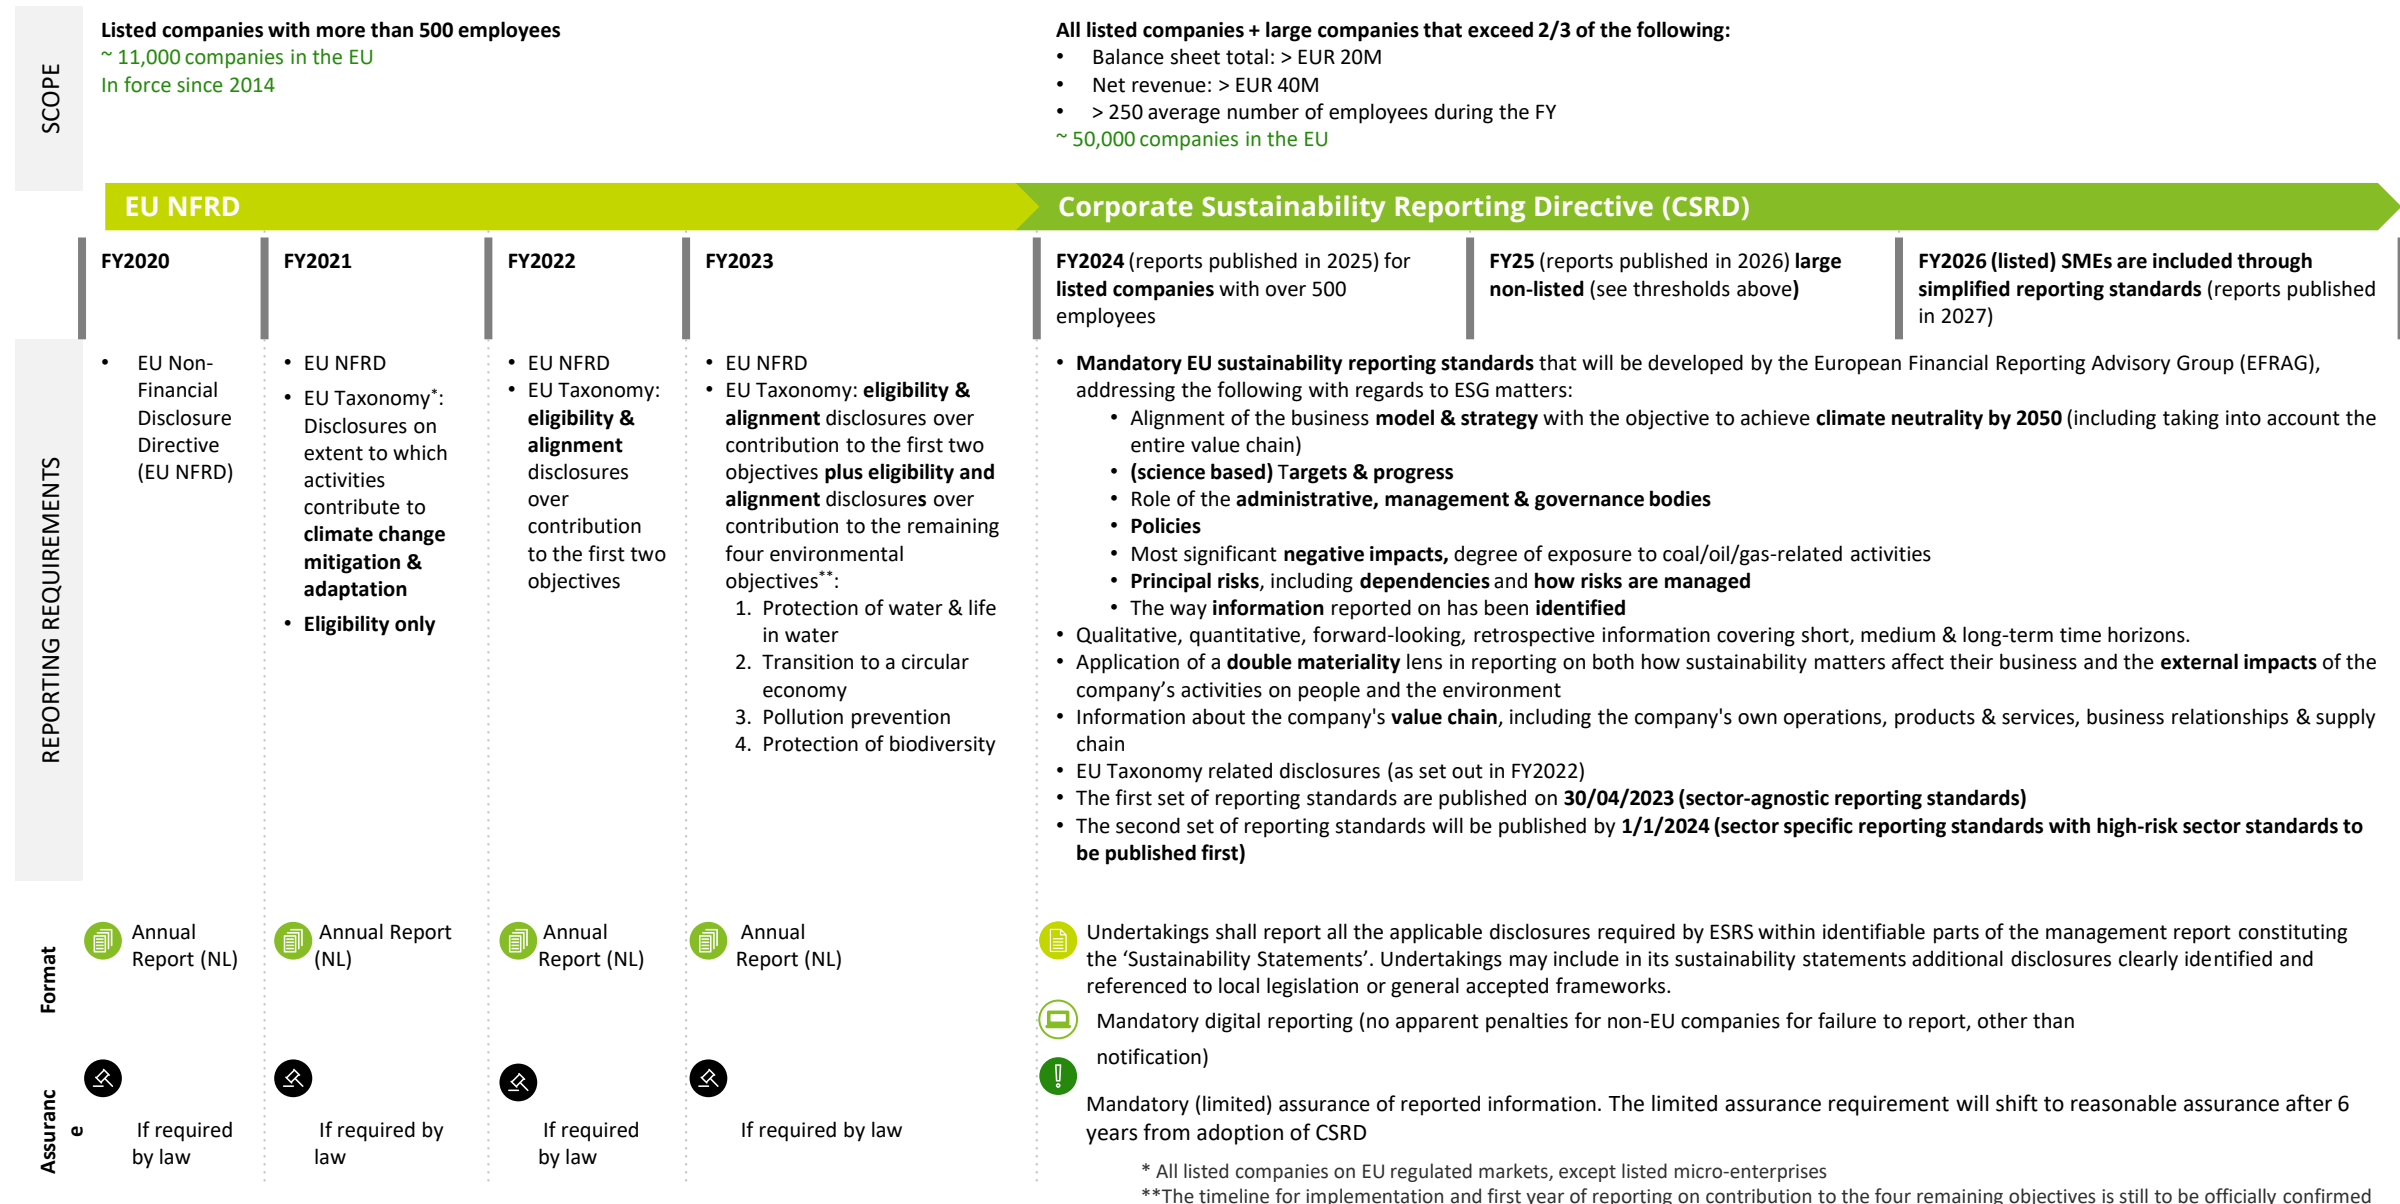 SCOPE
Listed companies with more than 500 employees
~ 11,000 companies in the EU
In force since 2014
All listed companies + large companies that exceed 2/3 of the following:
• Balance sheet total: > EUR 20M
• Net revenue: > EUR 40M
• > 250 average number of employees during the FY
~ 50,000 companies in the EU
EU NFRD
Corporate Sustainability Reporting Directive (CSRD)
FY2020
FY2021
FY2022
FY2023
FY2024 (reports published in 2025) for
listed companies with over 500
employees
FY25 (reports published in 2026) large
non-listed (see thresholds above)
FY2026 (listed) SMEs are included through
simplified reporting standards (reports published
in 2027)
REPORTING REQUIREMENTS
• EU Non-
Financial
Disclosure
Directive
(EU NFRD)
• EU NFRD
• EU Taxonomy*:
Disclosures on
extent to which
activities
contribute to
climate change
mitigation &
adaptation
• Eligibility only
• EU NFRD
• EU Taxonomy:
eligibility &
alignment
disclosures
over
contribution
to the first two
objectives
• EU NFRD
• EU Taxonomy: eligibility &
alignment disclosures over
contribution to the first two
objectives plus eligibility and
alignment disclosures over
contribution to the remaining
four environmental
objectives**:
1. Protection of water & life
in water
2. Transition to a circular
economy
3. Pollution prevention
4. Protection of biodiversity
• Mandatory EU sustainability reporting standards that will be developed by the European Financial Reporting Advisory Group (EFRAG),
addressing the following with regards to ESG matters:
• Alignment of the business model & strategy with the objective to achieve climate neutrality by 2050 (including taking into account the
entire value chain)
• (science based) Targets & progress
• Role of the administrative, management & governance bodies
• Policies
• Most significant negative impacts, degree of exposure to coal/oil/gas-related activities
• Principal risks, including dependencies and how risks are managed
• The way information reported on has been identified
• Qualitative, quantitative, forward-looking, retrospective information covering short, medium & long-term time horizons.
• Application of a double materiality lens in reporting on both how sustainability matters affect their business and the external impacts of the
company's activities on people and the environment
• Information about the company's value chain, including the company's own operations, products & services, business relationships & supply
chain
• EU Taxonomy related disclosures (as set out in FY2022)
• The first set of reporting standards are published on 30/04/2023 (sector-agnostic reporting standards)
• The second set of reporting standards will be published by 1/1/2024 (sector specific reporting standards with high-risk sector standards to
be published first)
Format
Annual
Report (NL)
Annual Report
(NL)
Annual
Report (NL)
Annual
Report (NL)
Undertakings shall report all the applicable disclosures required by ESRS within identifiable parts of the management report constituting
the ‘Sustainability Statements’. Undertakings may include in its sustainability statements additional disclosures clearly identified and
referenced to local legislation or general accepted frameworks.
Mandatory digital reporting (no apparent penalties for non-EU companies for failure to report, other than
notification)
Assuranc
e
If required
by law
If required by
law
If required
by law
If required by law
Mandatory (limited) assurance of reported information. The limited assurance requirement will shift to reasonable assurance after 6
years from adoption of CSRD
* All listed companies on EU regulated markets, except listed micro-enterprises
**The timeline for implementation and first year of reporting on contribution to the four remaining objectives is still to be officially confirmed